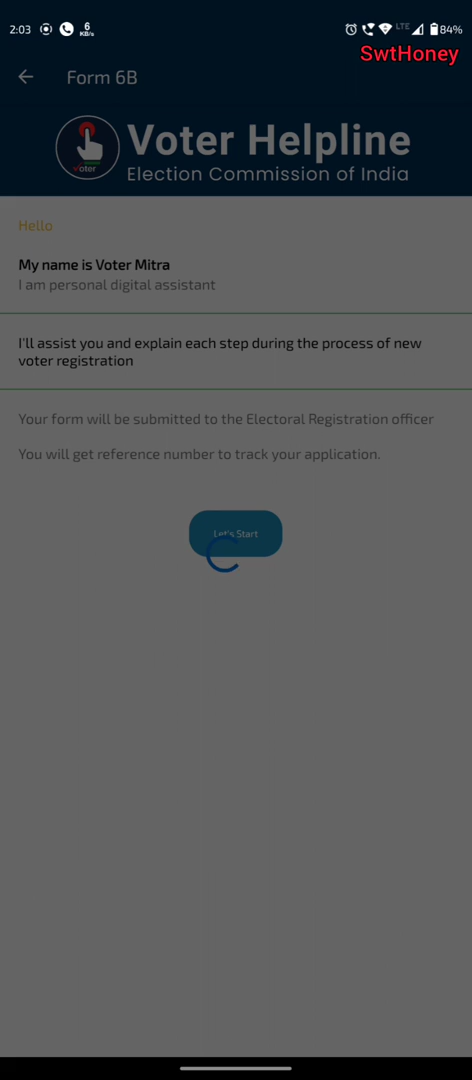 2:03 6 KB/s LTE 84%
SwtHoney
Form 6B
Voter Helpline
Election Commission of India
Voter
Hello
My name is Voter Mitra
I am personal digital assistant
I'll assist you and explain each step during the process of new
voter registration
Your form will be submitted to the Electoral Registration officer
You will get reference number to track your application.
Let's Start